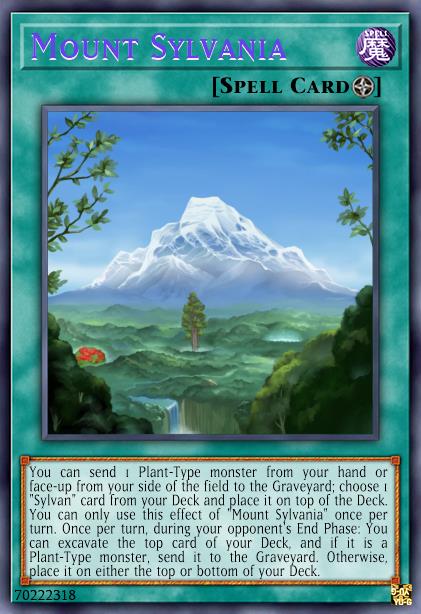 Mount Sylvania
SPELL
魔
[Spell Card]
You can send 1 Plant-Type monster from your hand or
face-up from your side of the field to the Graveyard; choose 1
"Sylvan" card from your Deck and place it on top of the Deck.
You can only use this effect of "Mount Sylvania" once per
turn. Once per turn, during your opponent's End Phase: You
can excavate the top card of your Deck, and if it is a
Plant-Type monster, send it to the Graveyard. Otherwise,
place it on either the top or bottom of your Deck.
70222318